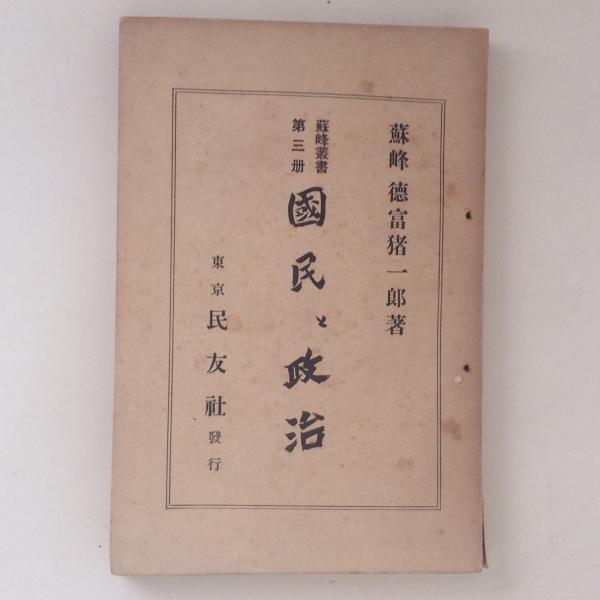 蘇峰 德富猪一郎著
蘇峰叢書
第三册
國民と政治
東京 民友社 發行